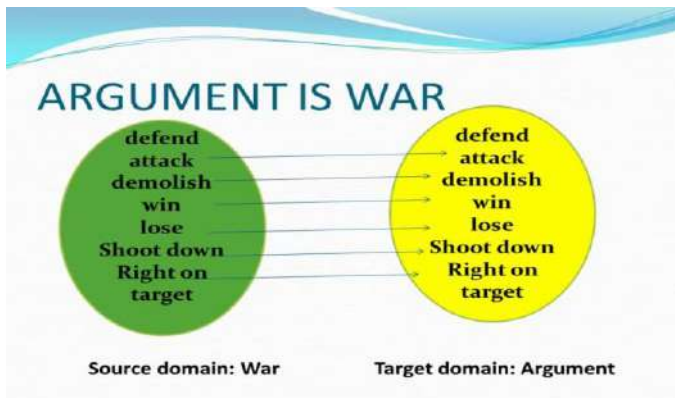 ARGUMENT IS WAR
defend
attack
demolish
win
lose
Shoot down
Right on
target
defend
attack
demolish
win
lose
Shoot down
Right on
target
Source domain: War
Target domain: Argument